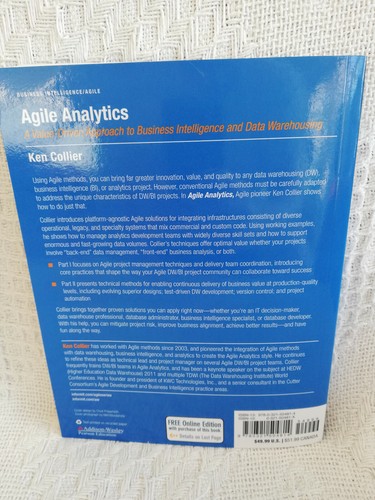 BUSINESS INTELLIGENCE/AGILE
Agile Analytics
A Value-Driven Approach to Business Intelligence and Data Warehousing
Ken Collier
Using Agile methods, you can bring far greater innovation, value, and quality to any data warehousing (DW),
business intelligence (BI), or analytics project. However, conventional Agile methods must be carefully adapted
to address the unique characteristics of DW/BI projects. In Agile Analytics, Agile pioneer Ken Collier shows
how to do just that.
Collier introduces platform-agnostic Agile solutions for integrating infrastructures consisting of diverse
operational, legacy, and specialty systems that mix commercial and custom code. Using working examples,
he shows how to manage analytics development teams with widely diverse skill sets and how to support
enormous and fast-growing data volumes. Collier's techniques offer optimal value whether your projects
involve "back-end" data management, "front-end" business analysis, or both.
Part I focuses on Agile project management techniques and delivery team coordination, introducing
core practices that shape the way your Agile DW/BI project community can collaborate toward success
Part II presents technical methods for enabling continuous delivery of business value at production-quality
levels, including evolving superior designs; test-driven DW development; version control; and project
automation
Collier brings together proven solutions you can apply right now—whether you're an IT decision-maker,
data warehouse professional, database administrator, business intelligence specialist, or database developer.
With his help, you can mitigate project risk, improve business alignment, achieve better results—and have
fun along the way.
Ken Collier has worked with Agile methods since 2003, and pioneered the integration of Agile methods
with data warehousing, business intelligence, and analytics to create the Agile Analytics style. He continues
to refine these ideas as technical lead and project manager on several Agile DW/BI project teams. Collier
frequently trains DW/BI teams in Agile Analytics, and has been a keynote speaker on the subject at HEDW
(Higher Education Data Warehouse) 2011 and multiple TDWI (The Data Warehousing Institute) World
Conferences. He is founder and president of KWC Technologies, Inc., and a senior consultant in the Cutter
Consortium's Agile Development and Business Intelligence practice areas.
Addison-Wesley
Pearson Education
FREE Online Edition
with purchase of this book
Details on Last Page
$49.99 U.S. | $51.99 CANADA